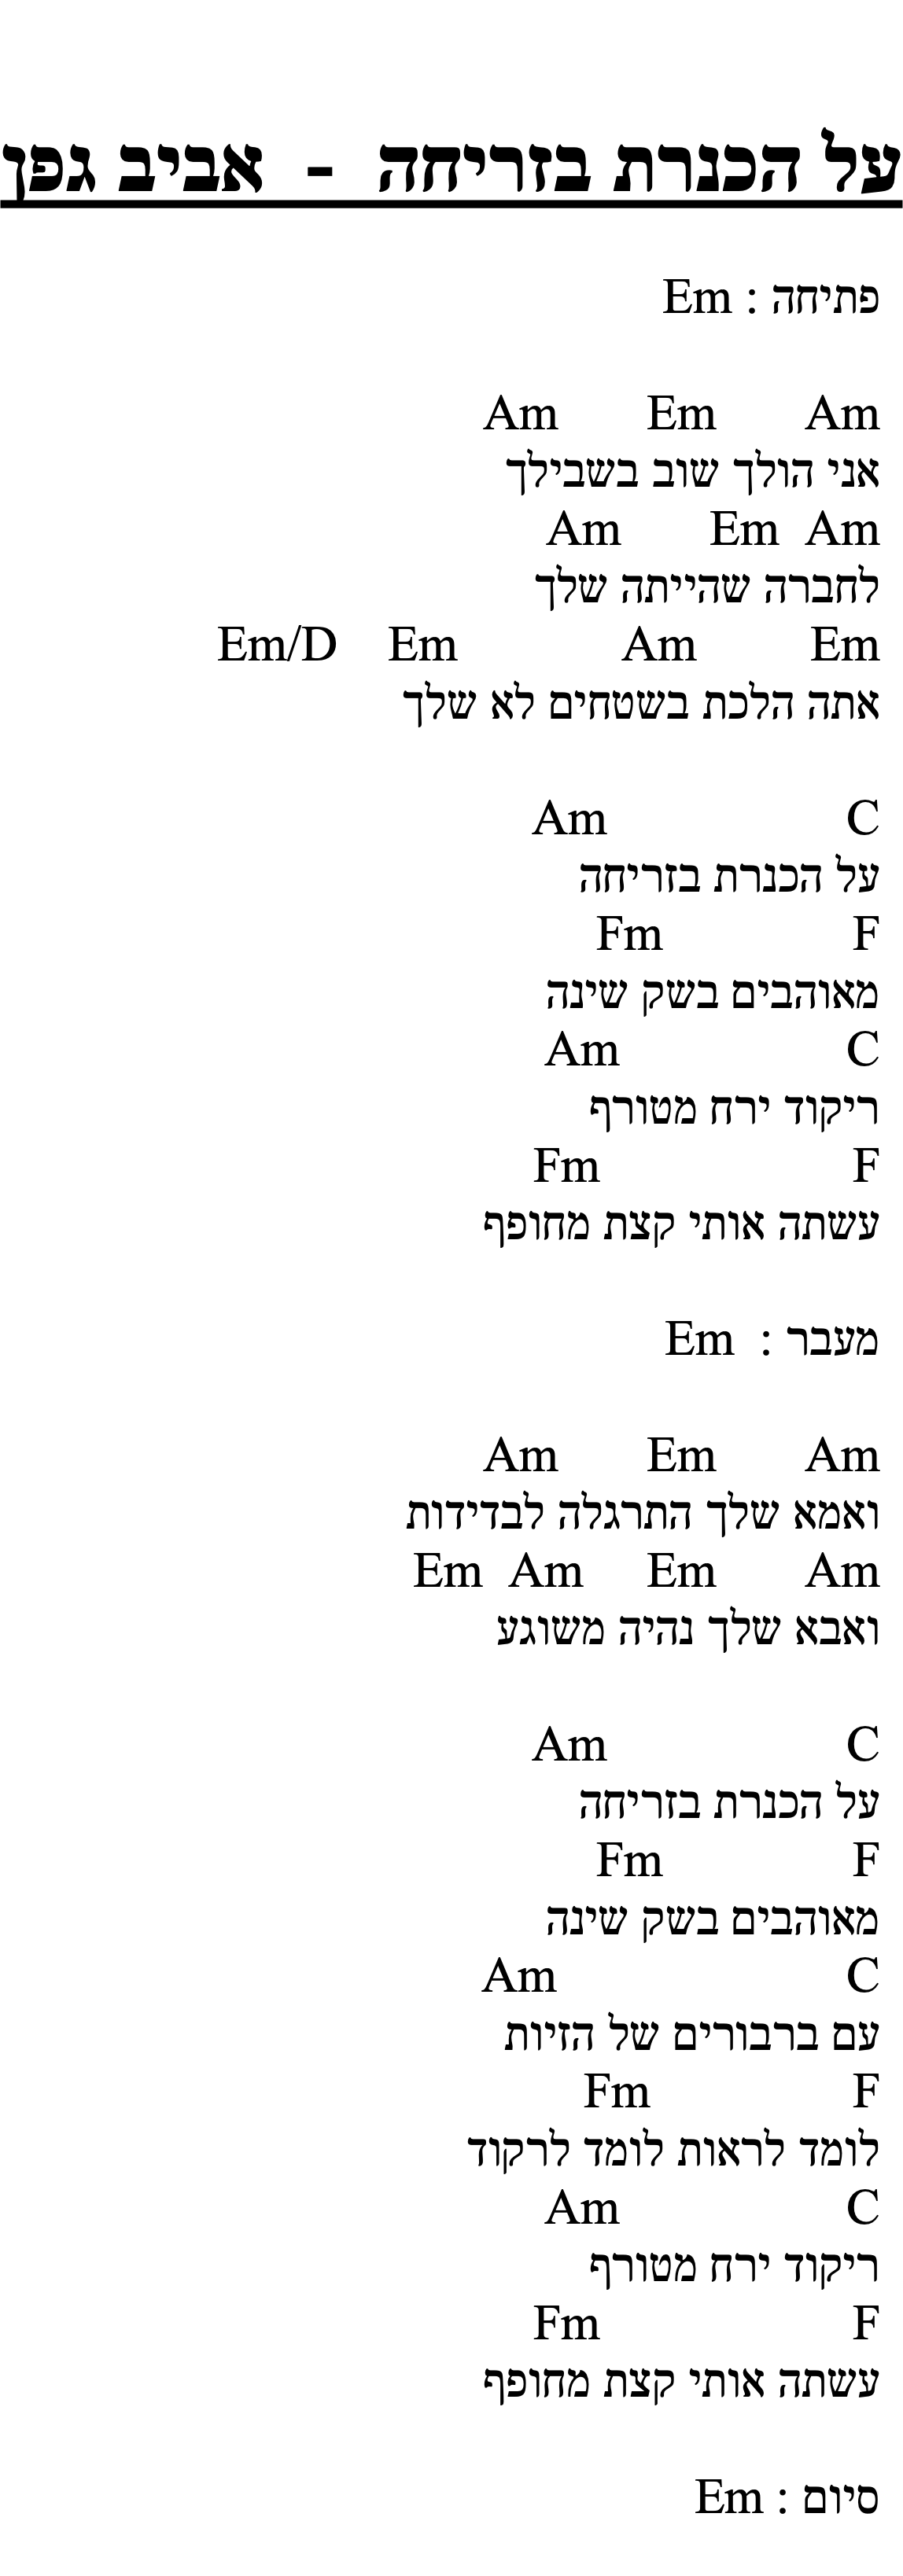 על הכנרת בזריחה - אביב גפן
פתיחה : Em
Am Em Am
אני הולך שוב בשבילך
Am Em Am
לחברה שהייתה שלך
Em Am Em Em/D
אתה הלכת בשטחים לא שלך
C Am
על הכנרת בזריחה
F Fm
מאוהבים בשק שינה
C Am
ריקוד ירח מטורף
F Fm
עשתה אותי קצת מחופף
מעבר : Em
Am Em Am
ואמא שלך התרגלה לבדידות
Am Em Am Em
ואבא שלך נהיה משוגע
C Am
על הכנרת בזריחה
F Fm
מאוהבים בשק שינה
C Am
עם ברבורים של הזיות
F Fm
לומד לראות לומד לרקוד
C Am
ריקוד ירח מטורף
F Fm
עשתה אותי קצת מחופף
סיום : Em